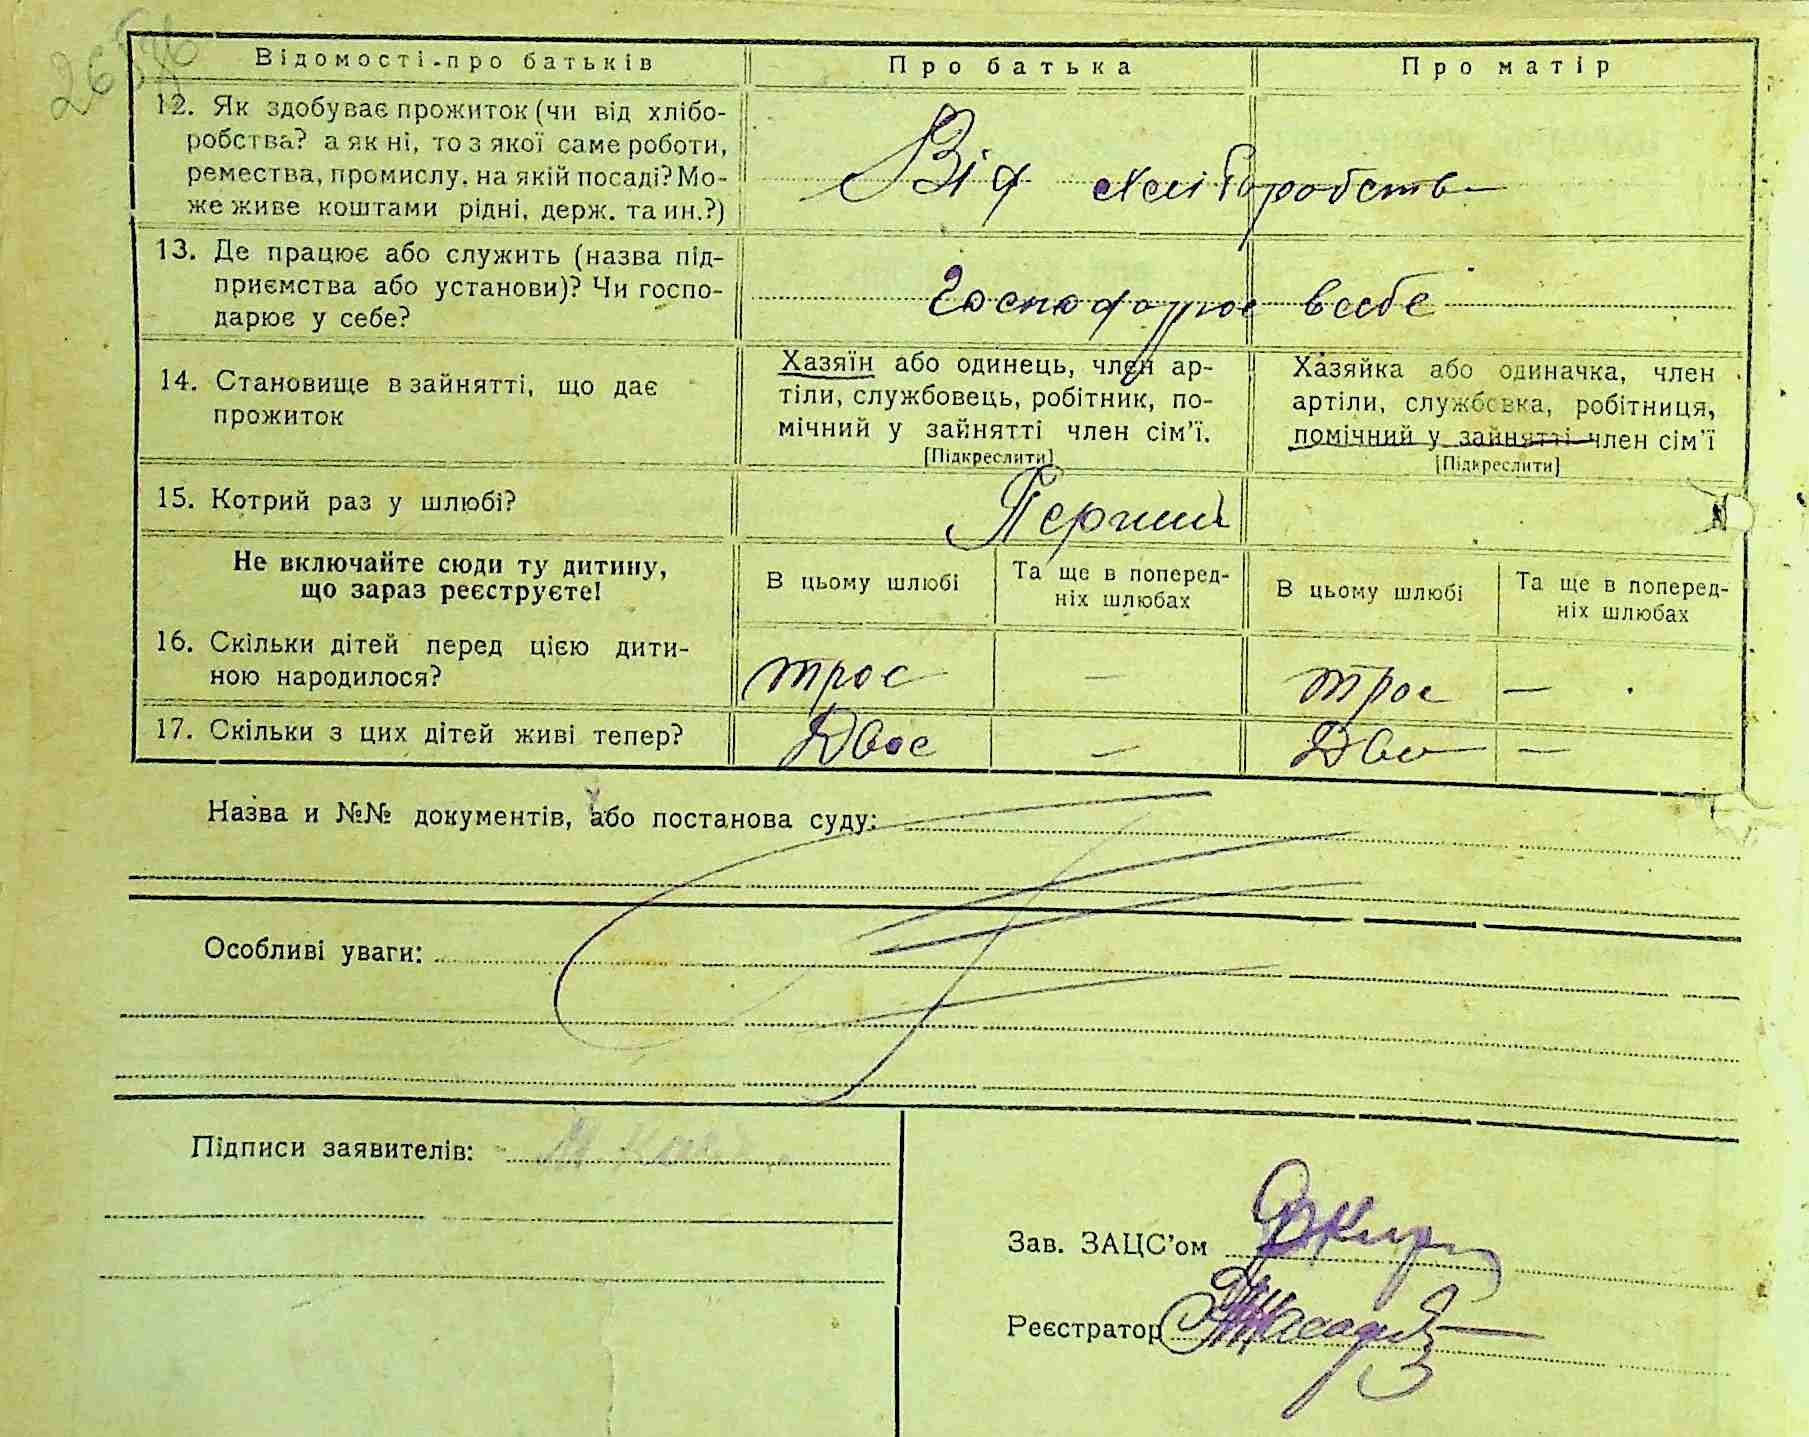 Відомості про батьків Про батька Про матір
12. Як здобуває прожиток (чи від хлібо-
робства? а як ні, то з якої саме роботи,
ремества, промислу, на якій посаді? Мо-
же живе коштами рідні, держ. та ин.?)
Від хліборобства
13. Де працює або служить (назва під-
приємства або установи)? Чи госпо-
дарює у себе?
Господарює в себе
14. Становище в зайнятті, що дає
прожиток
Хазяїн або одинець, член ар-
тіли, службовець, робітник, по-
мічний у зайнятті член сім'ї.
[Підкреслити]
Хазяйка або одиначка, член
артіли, службовка, робітниця,
помічний у зайнятті член сім'ї
[Підкреслити]
15. Котрий раз у шлюбі?
Перший
Не включайте сюди ту дитину,
що зараз реєструєте!
В цьому шлюбі
Та ще в поперед-
ніх шлюбах
В цьому шлюбі
Та ще в поперед-
ніх шлюбах
16. Скільки дітей перед цією дити-
ною народилося?
троє — троє —
17. Скільки з цих дітей живі тепер?
Двоє — Двоє —
Назва и №№ документів, або постанова суду:
Особливі уваги:
Підписи заявителів:
Зав. ЗАЦС'ом
Реєстратор